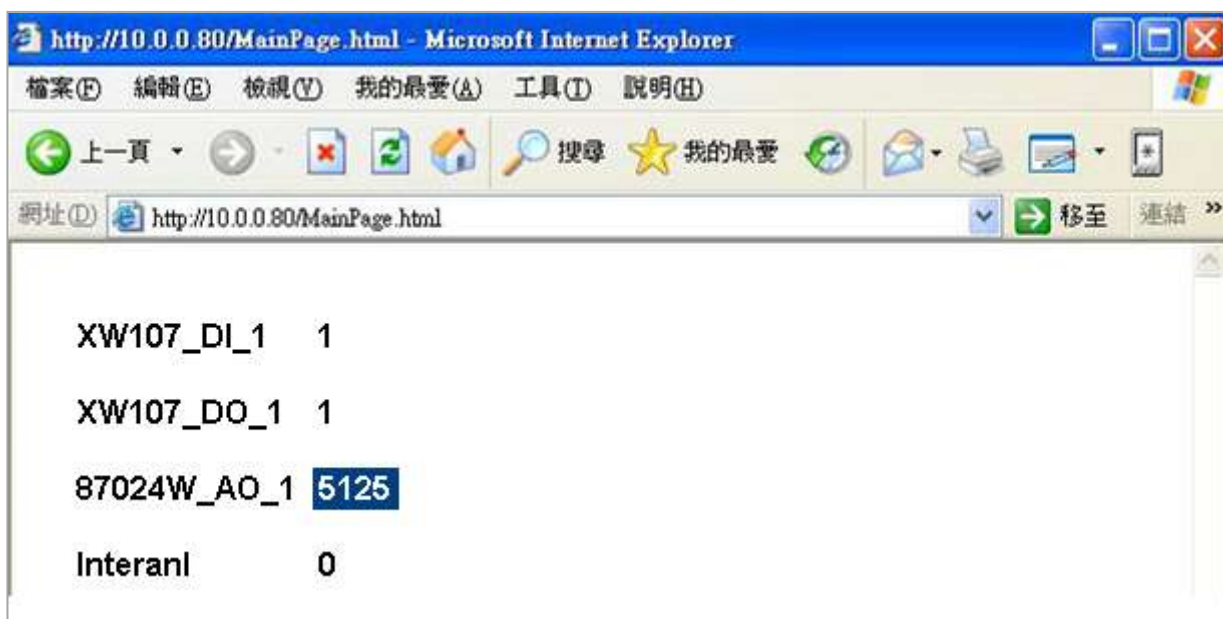 http://10.0.0.80/MainPage.html - Microsoft Internet Explorer
檔案(F) 編輯(E) 檢視(V) 我的最愛(A) 工具(T) 說明(H)
上一頁 搜尋 我的最愛
網址(D) http://10.0.0.80/MainPage.html 移至 連結 »
XW107_DI_1 1
XW107_DO_1 1
87024W_AO_1 5125
Interanl 0